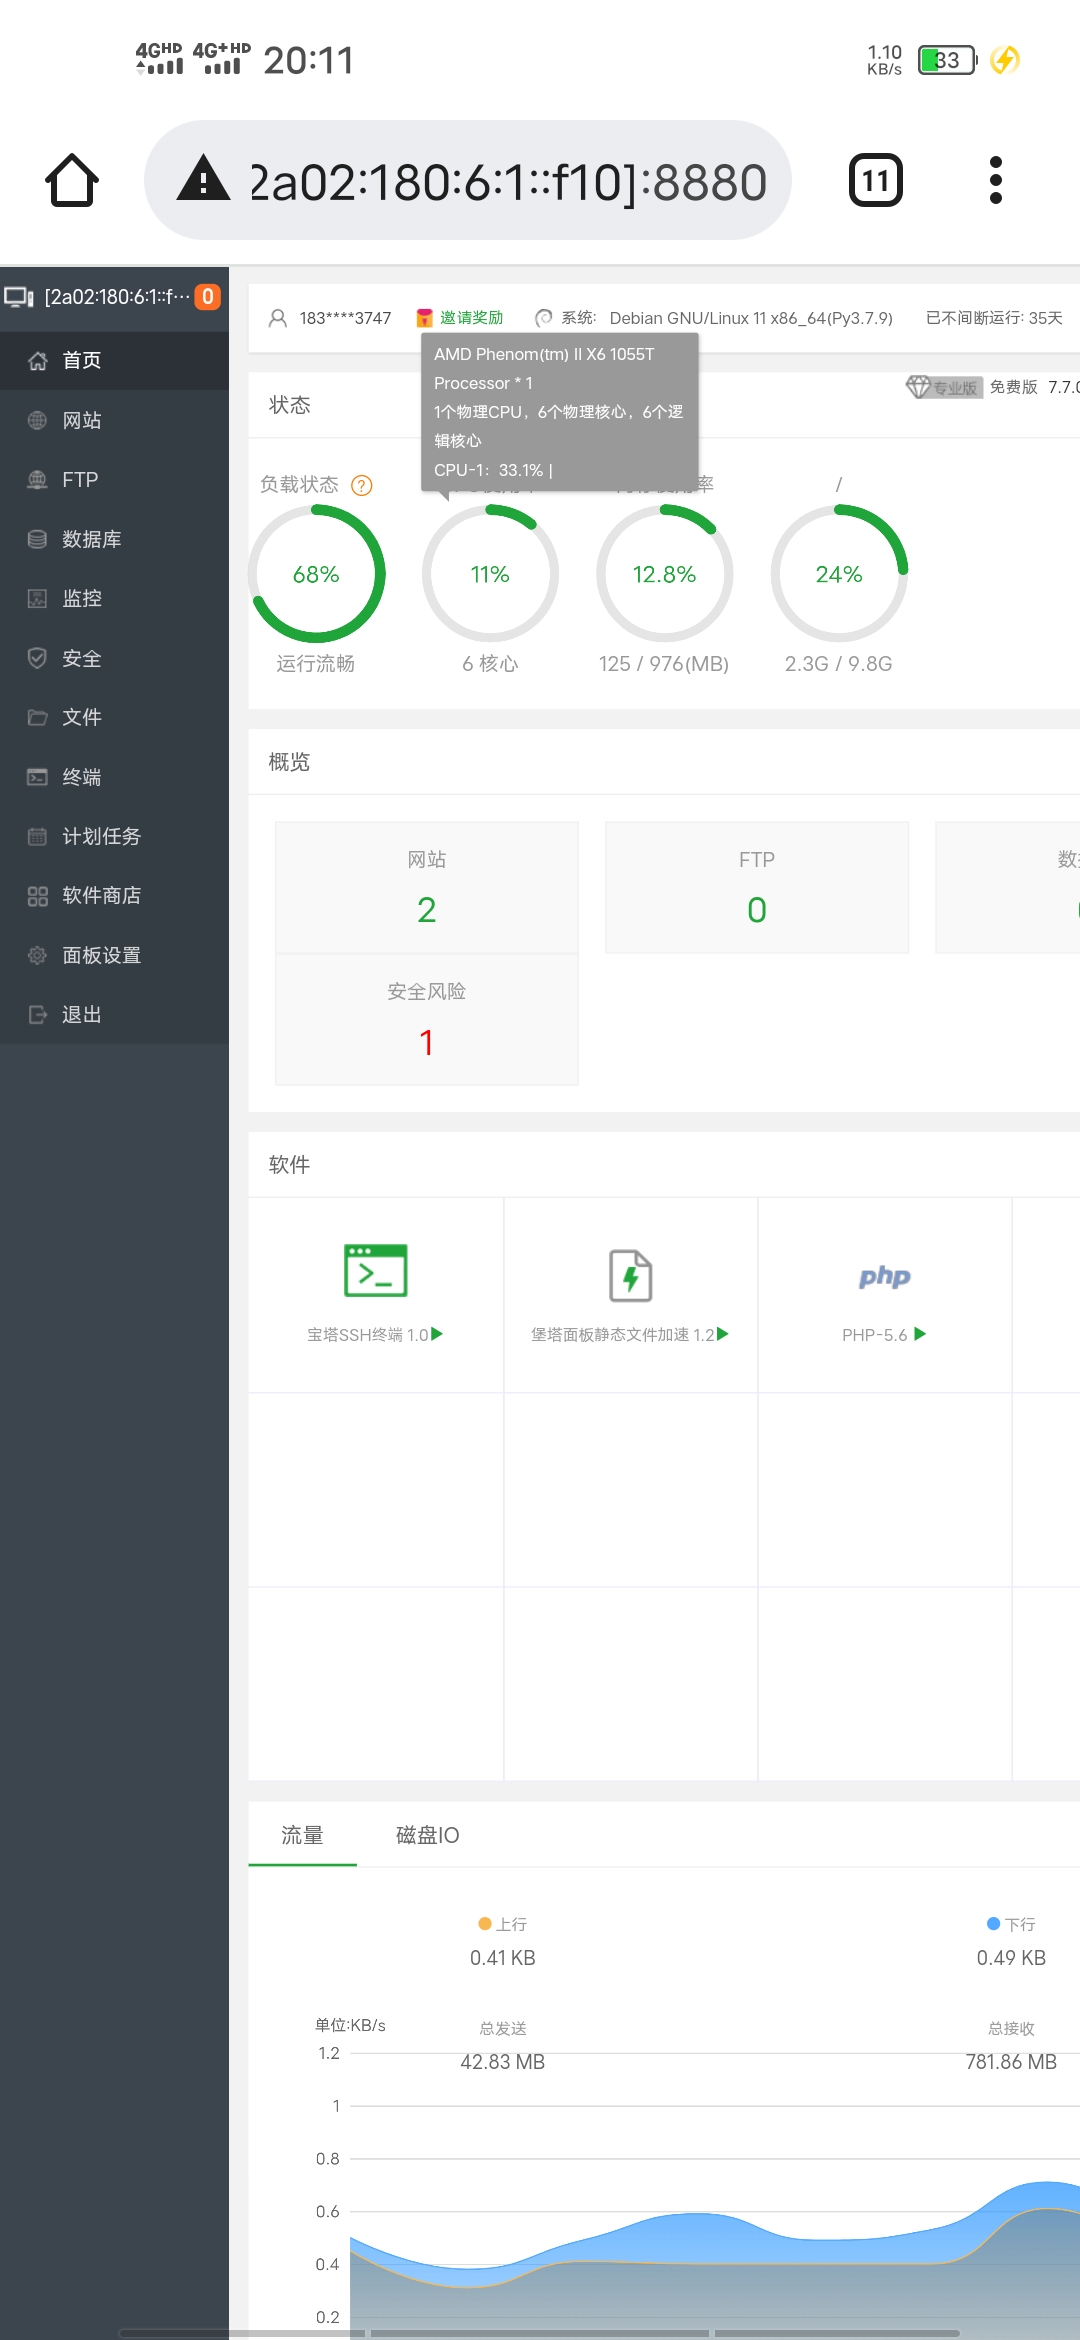 4GHD 4G+HD 20:11 1.10 KB/s 33
2a02:180:6:1::f10]:8880 11
[2a02:180:6:1::f··· 0
183****3747 邀请奖励 系统: Debian GNU/Linux 11 x86_64(Py3.7.9) 已不间断运行: 35天
首页
网站
FTP
数据库
监控
安全
文件
终端
计划任务
软件商店
面板设置
退出
AMD Phenom(tm) II X6 1055T
Processor * 1
1个物理CPU，6个物理核心，6个逻
辑核心
CPU-1：33.1% |
状态
专业版 免费版 7.7.0
负载状态 ? 率 /
68% 11% 12.8% 24%
运行流畅 6 核心 125 / 976(MB) 2.3G / 9.8G
概览
网站 FTP
2 0
安全风险
1
软件
宝塔SSH终端 1.0 堡塔面板静态文件加速 1.2 PHP-5.6
php
流量 磁盘IO
上行 下行
0.41 KB 0.49 KB
单位:KB/s 总发送 总接收
42.83 MB 781.86 MB
1.2
1
0.8
0.6
0.4
0.2